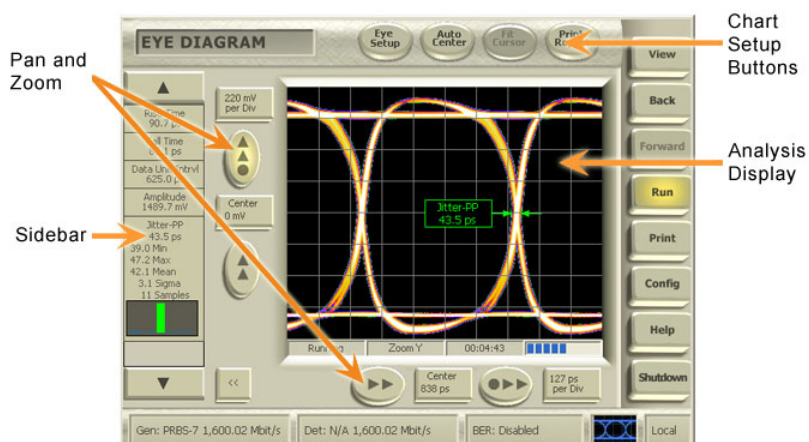 Chart
Setup
Buttons
Pan and
Zoom
Analysis
Display
Sidebar
EYE DIAGRAM
Eye
Setup
Auto
Center
Fit
Cursor
Print
View
Back
Forward
Run
Print
Config
Help
Shutdown
220 mV
per Div
Center
0 mV
Time
90.7
Time
Data Unit
625.0
Amplitude
1489.7 mV
Jitter-PP
43.5 ps
39.0 Min
47.2 Max
42.1 Mean
3.1 Sigma
11 Samples
Jitter-PP
43.5 ps
Zoom Y
00:04:43
<<
Center
838 ps
127 ps
per Div
Gen: PRBS-7 1,600.02 Mbit/s
Det: N/A 1,600.02 Mbit/s
BER: Disabled
Local